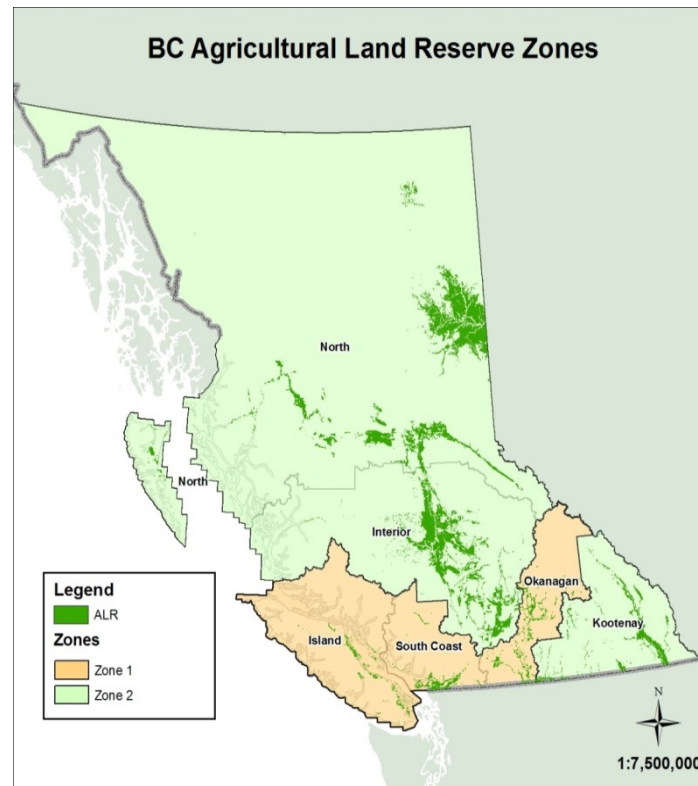 BC Agricultural Land Reserve Zones
North
North
Interior
Okanagan
Kootenay
Island
South Coast
Legend
ALR
Zones
Zone 1
Zone 2
N
1:7,500,000